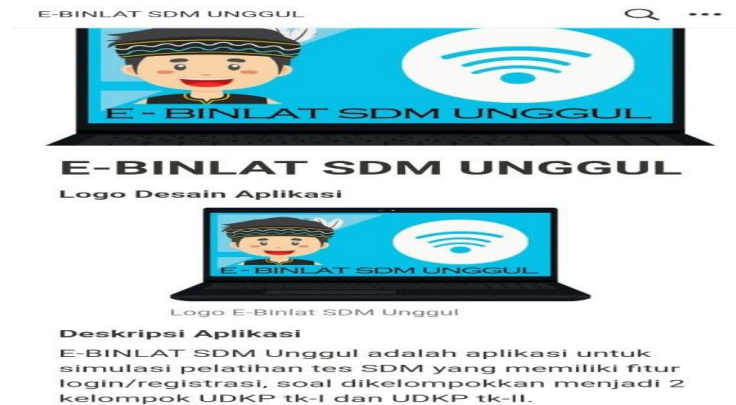 E-BINLAT SDM UNGGUL
E - BINLAT SDM UNGGUL
E-BINLAT SDM UNGGUL
Logo Desain Aplikasi
E - BINLAT SDM UNGGUL
Logo E-Binlat SDM Unggul
Deskripsi Aplikasi
E-BINLAT SDM Unggul adalah aplikasi untuk
simulasi pelatihan tes SDM yang memiliki fitur
login/registrasi, soal dikelompokkan menjadi 2
kelompok UDKP tk-I dan UDKP tk-II.